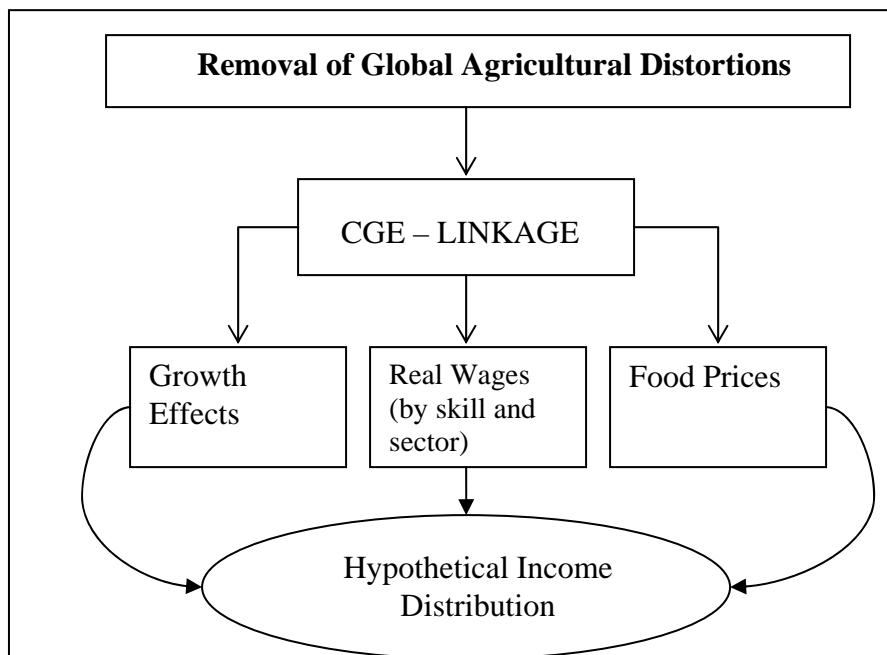 Removal of Global Agricultural Distortions
CGE – LINKAGE
Growth
Effects
Real Wages
(by skill and
sector)
Food Prices
Hypothetical Income
Distribution